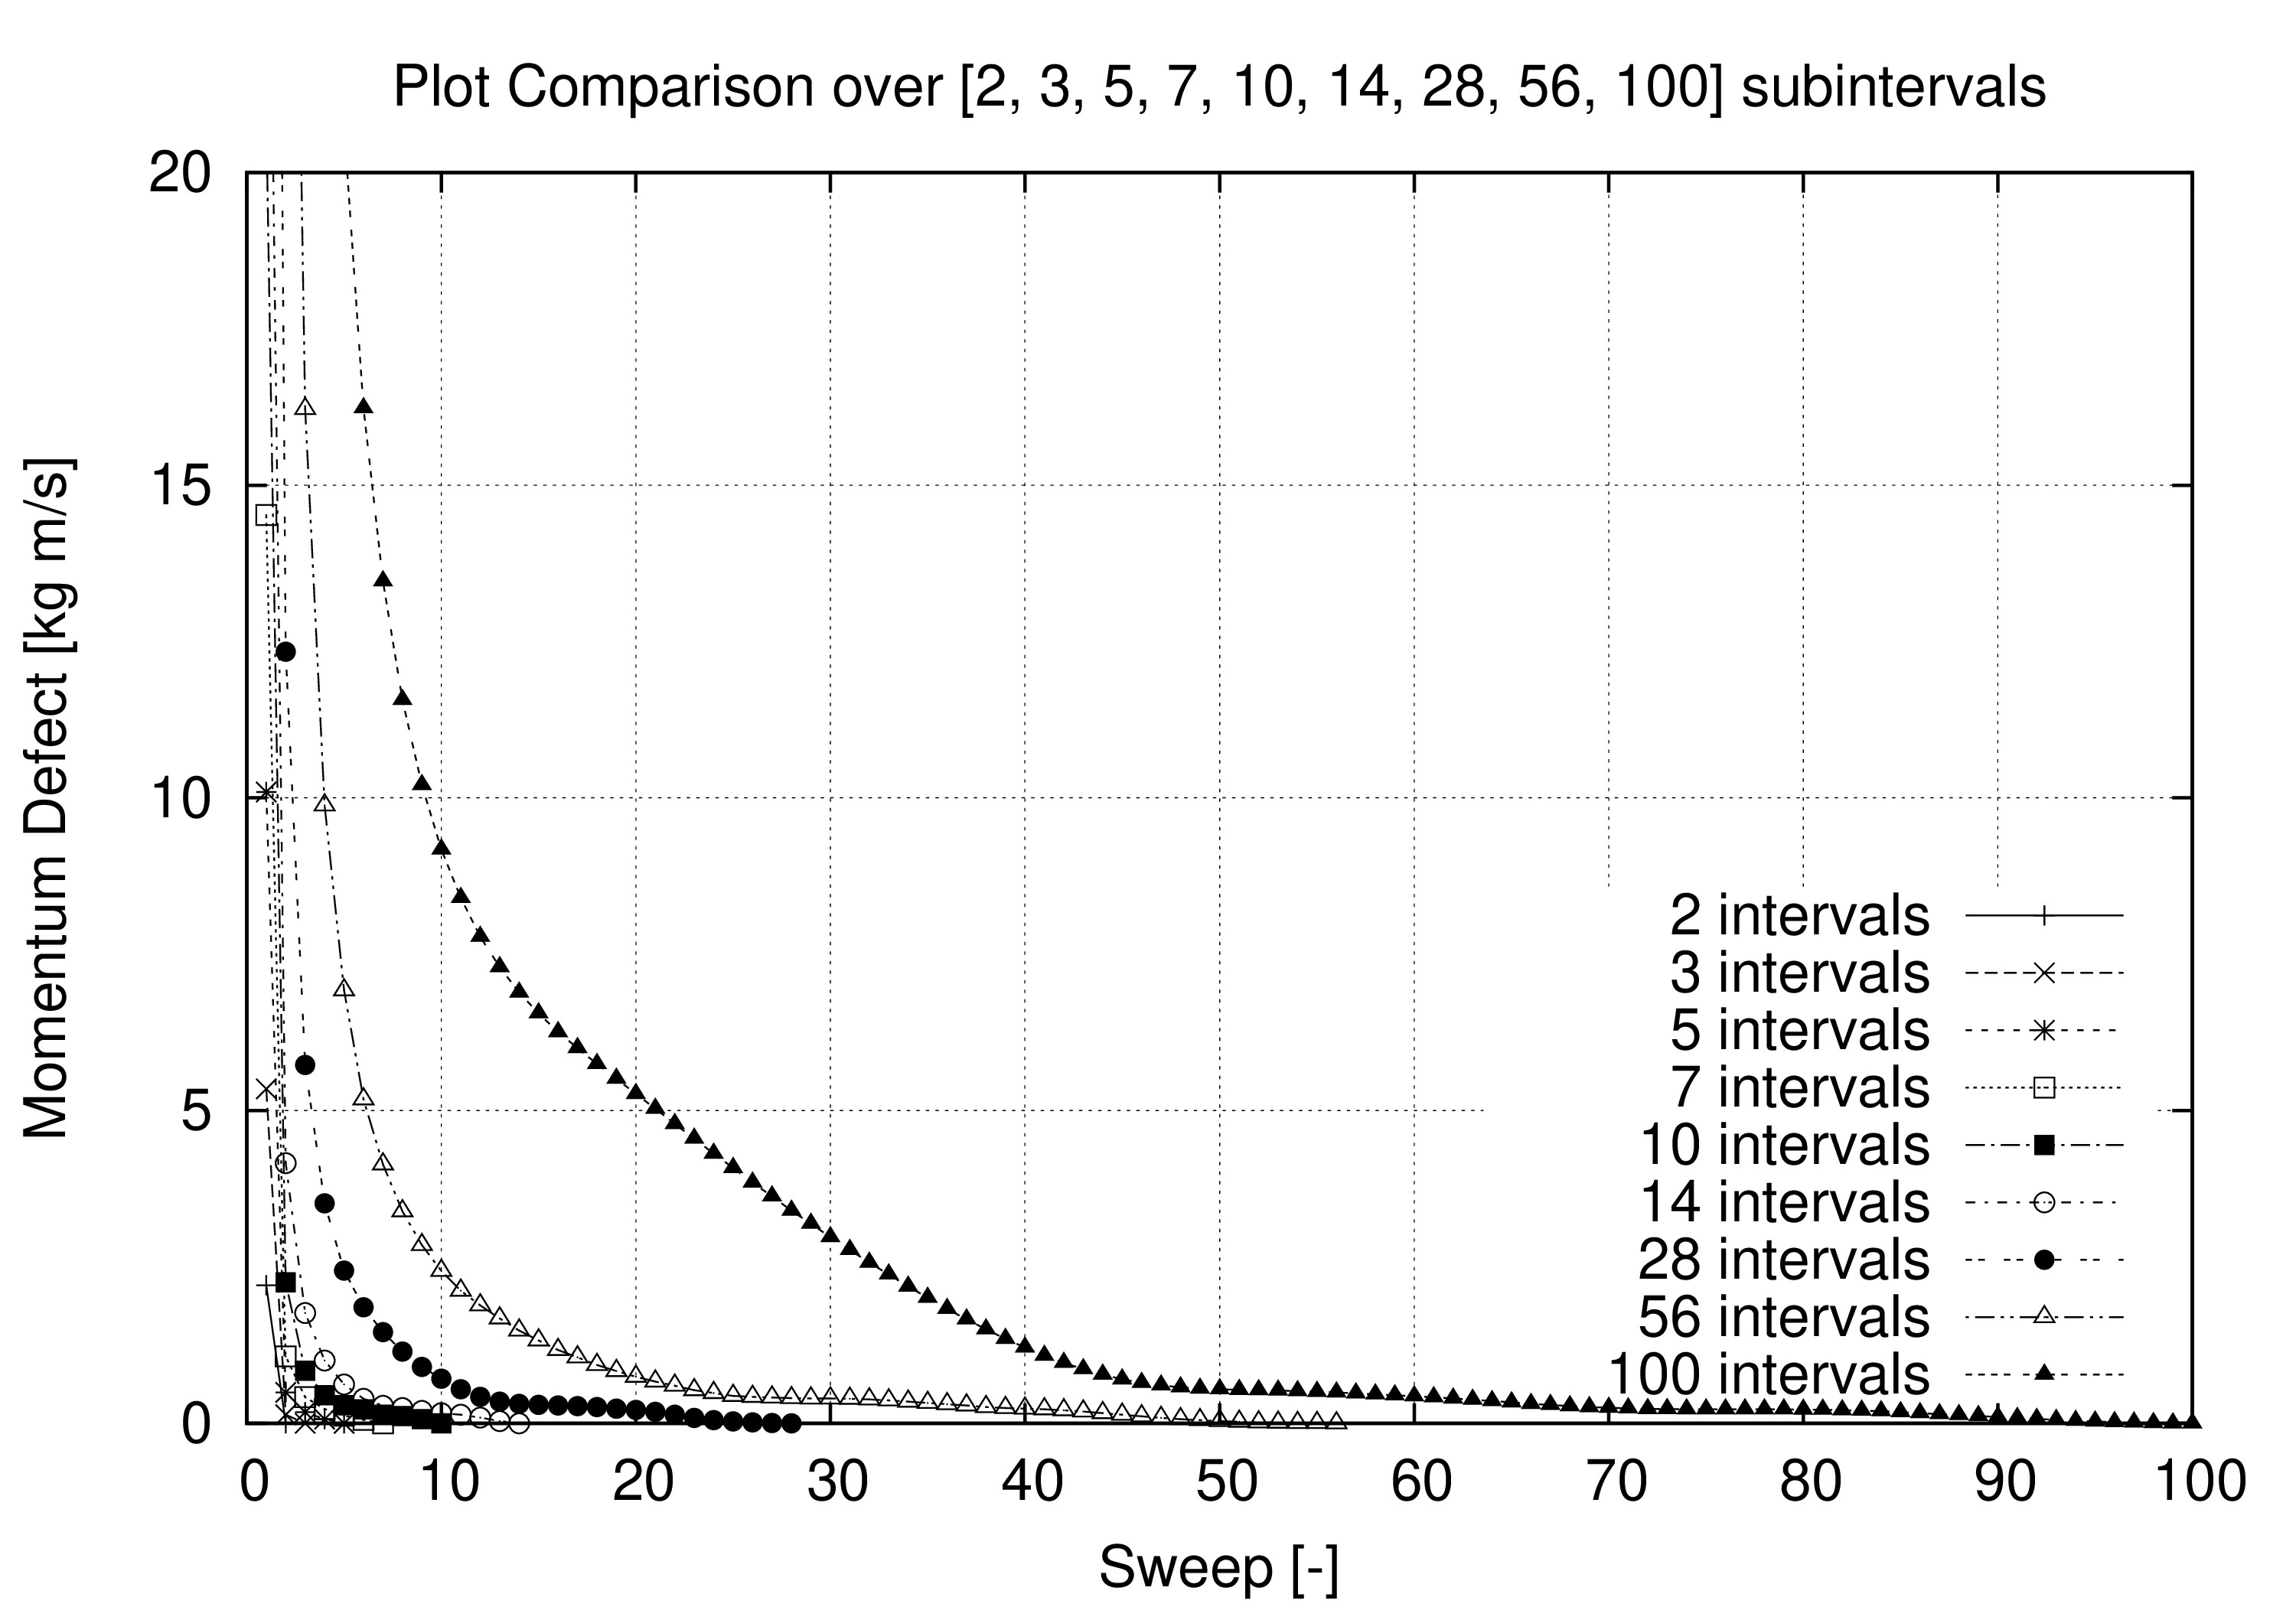 Plot Comparison over [2, 3, 5, 7, 10, 14, 28, 56, 100] subintervals
Momentum Defect [kg m/s]
20
15
10
5
0
2 intervals
3 intervals
5 intervals
7 intervals
10 intervals
14 intervals
28 intervals
56 intervals
100 intervals
0 10 20 30 40 50 60 70 80 90 100
Sweep [-]